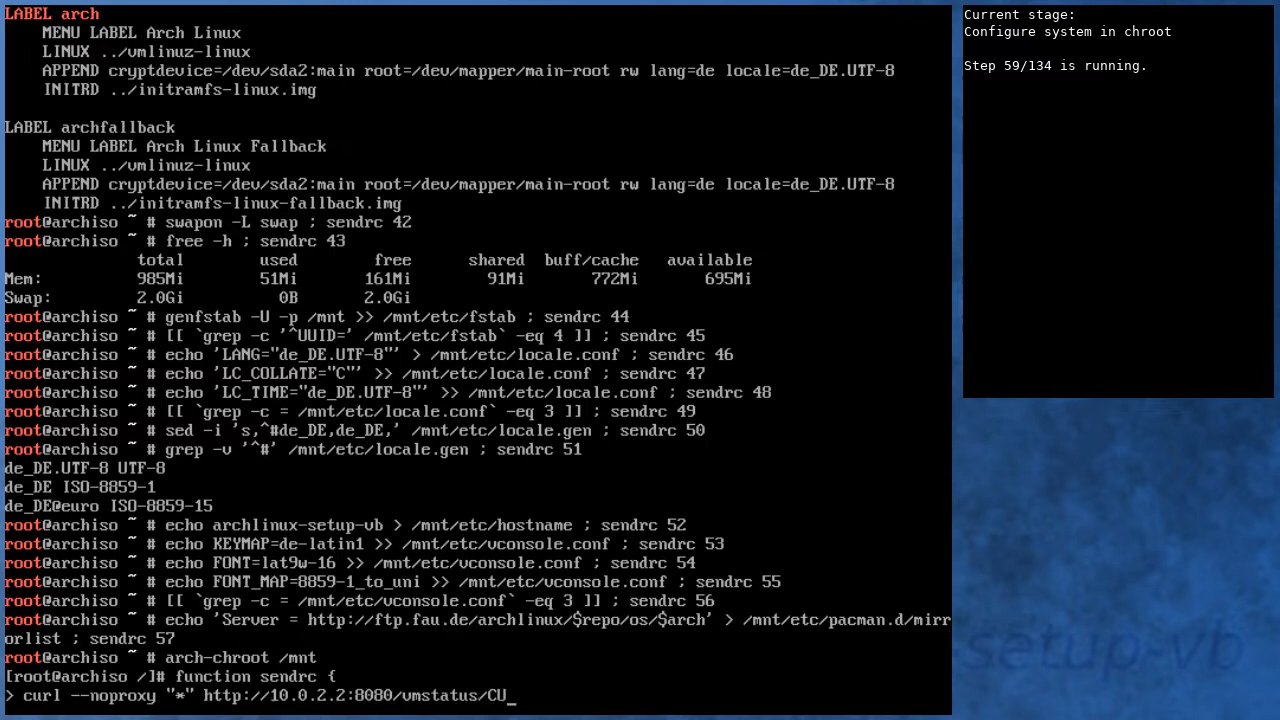 LABEL arch
    MENU LABEL Arch Linux
    LINUX ../vmlinuz-linux
    APPEND cryptdevice=/dev/sda2:main root=/dev/mapper/main-root rw lang=de locale=de_DE.UTF-8
    INITRD ../initramfs-linux.img

LABEL archfallback
    MENU LABEL Arch Linux Fallback
    LINUX ../vmlinuz-linux
    APPEND cryptdevice=/dev/sda2:main root=/dev/mapper/main-root rw lang=de locale=de_DE.UTF-8
    INITRD ../initramfs-linux-fallback.img
root@archiso ~ # swapon -L swap ; sendrc 42
root@archiso ~ # free -h ; sendrc 43
              total        used        free      shared  buff/cache   available
Mem:          985Mi        51Mi       161Mi        91Mi       772Mi       695Mi
Swap:         2.0Gi          0B       2.0Gi
root@archiso ~ # genfstab -U -p /mnt >> /mnt/etc/fstab ; sendrc 44
root@archiso ~ # [[ `grep -c '^UUID=' /mnt/etc/fstab` -eq 4 ]] ; sendrc 45
root@archiso ~ # echo 'LANG="de_DE.UTF-8"' > /mnt/etc/locale.conf ; sendrc 46
root@archiso ~ # echo 'LC_COLLATE="C"' >> /mnt/etc/locale.conf ; sendrc 47
root@archiso ~ # echo 'LC_TIME="de_DE.UTF-8"' >> /mnt/etc/locale.conf ; sendrc 48
root@archiso ~ # [[ `grep -c = /mnt/etc/locale.conf` -eq 3 ]] ; sendrc 49
root@archiso ~ # sed -i 's,^#de_DE,de_DE,' /mnt/etc/locale.gen ; sendrc 50
root@archiso ~ # grep -v '^#' /mnt/etc/locale.gen ; sendrc 51
de_DE.UTF-8 UTF-8
de_DE ISO-8859-1
de_DE@euro ISO-8859-15
root@archiso ~ # echo archlinux-setup-vb > /mnt/etc/hostname ; sendrc 52
root@archiso ~ # echo KEYMAP=de-latin1 >> /mnt/etc/vconsole.conf ; sendrc 53
root@archiso ~ # echo FONT=lat9w-16 >> /mnt/etc/vconsole.conf ; sendrc 54
root@archiso ~ # echo FONT_MAP=8859-1_to_uni >> /mnt/etc/vconsole.conf ; sendrc 55
root@archiso ~ # [[ `grep -c = /mnt/etc/vconsole.conf` -eq 3 ]] ; sendrc 56
root@archiso ~ # echo 'Server = http://ftp.fau.de/archlinux/$repo/os/$arch' > /mnt/etc/pacman.d/mirr
orlist ; sendrc 57
root@archiso ~ # arch-chroot /mnt
[root@archiso /]# function sendrc {
> curl --noproxy "*" http://10.0.2.2:8080/vmstatus/CU_
Current stage:
Configure system in chroot

Step 59/134 is running.
setup-vb